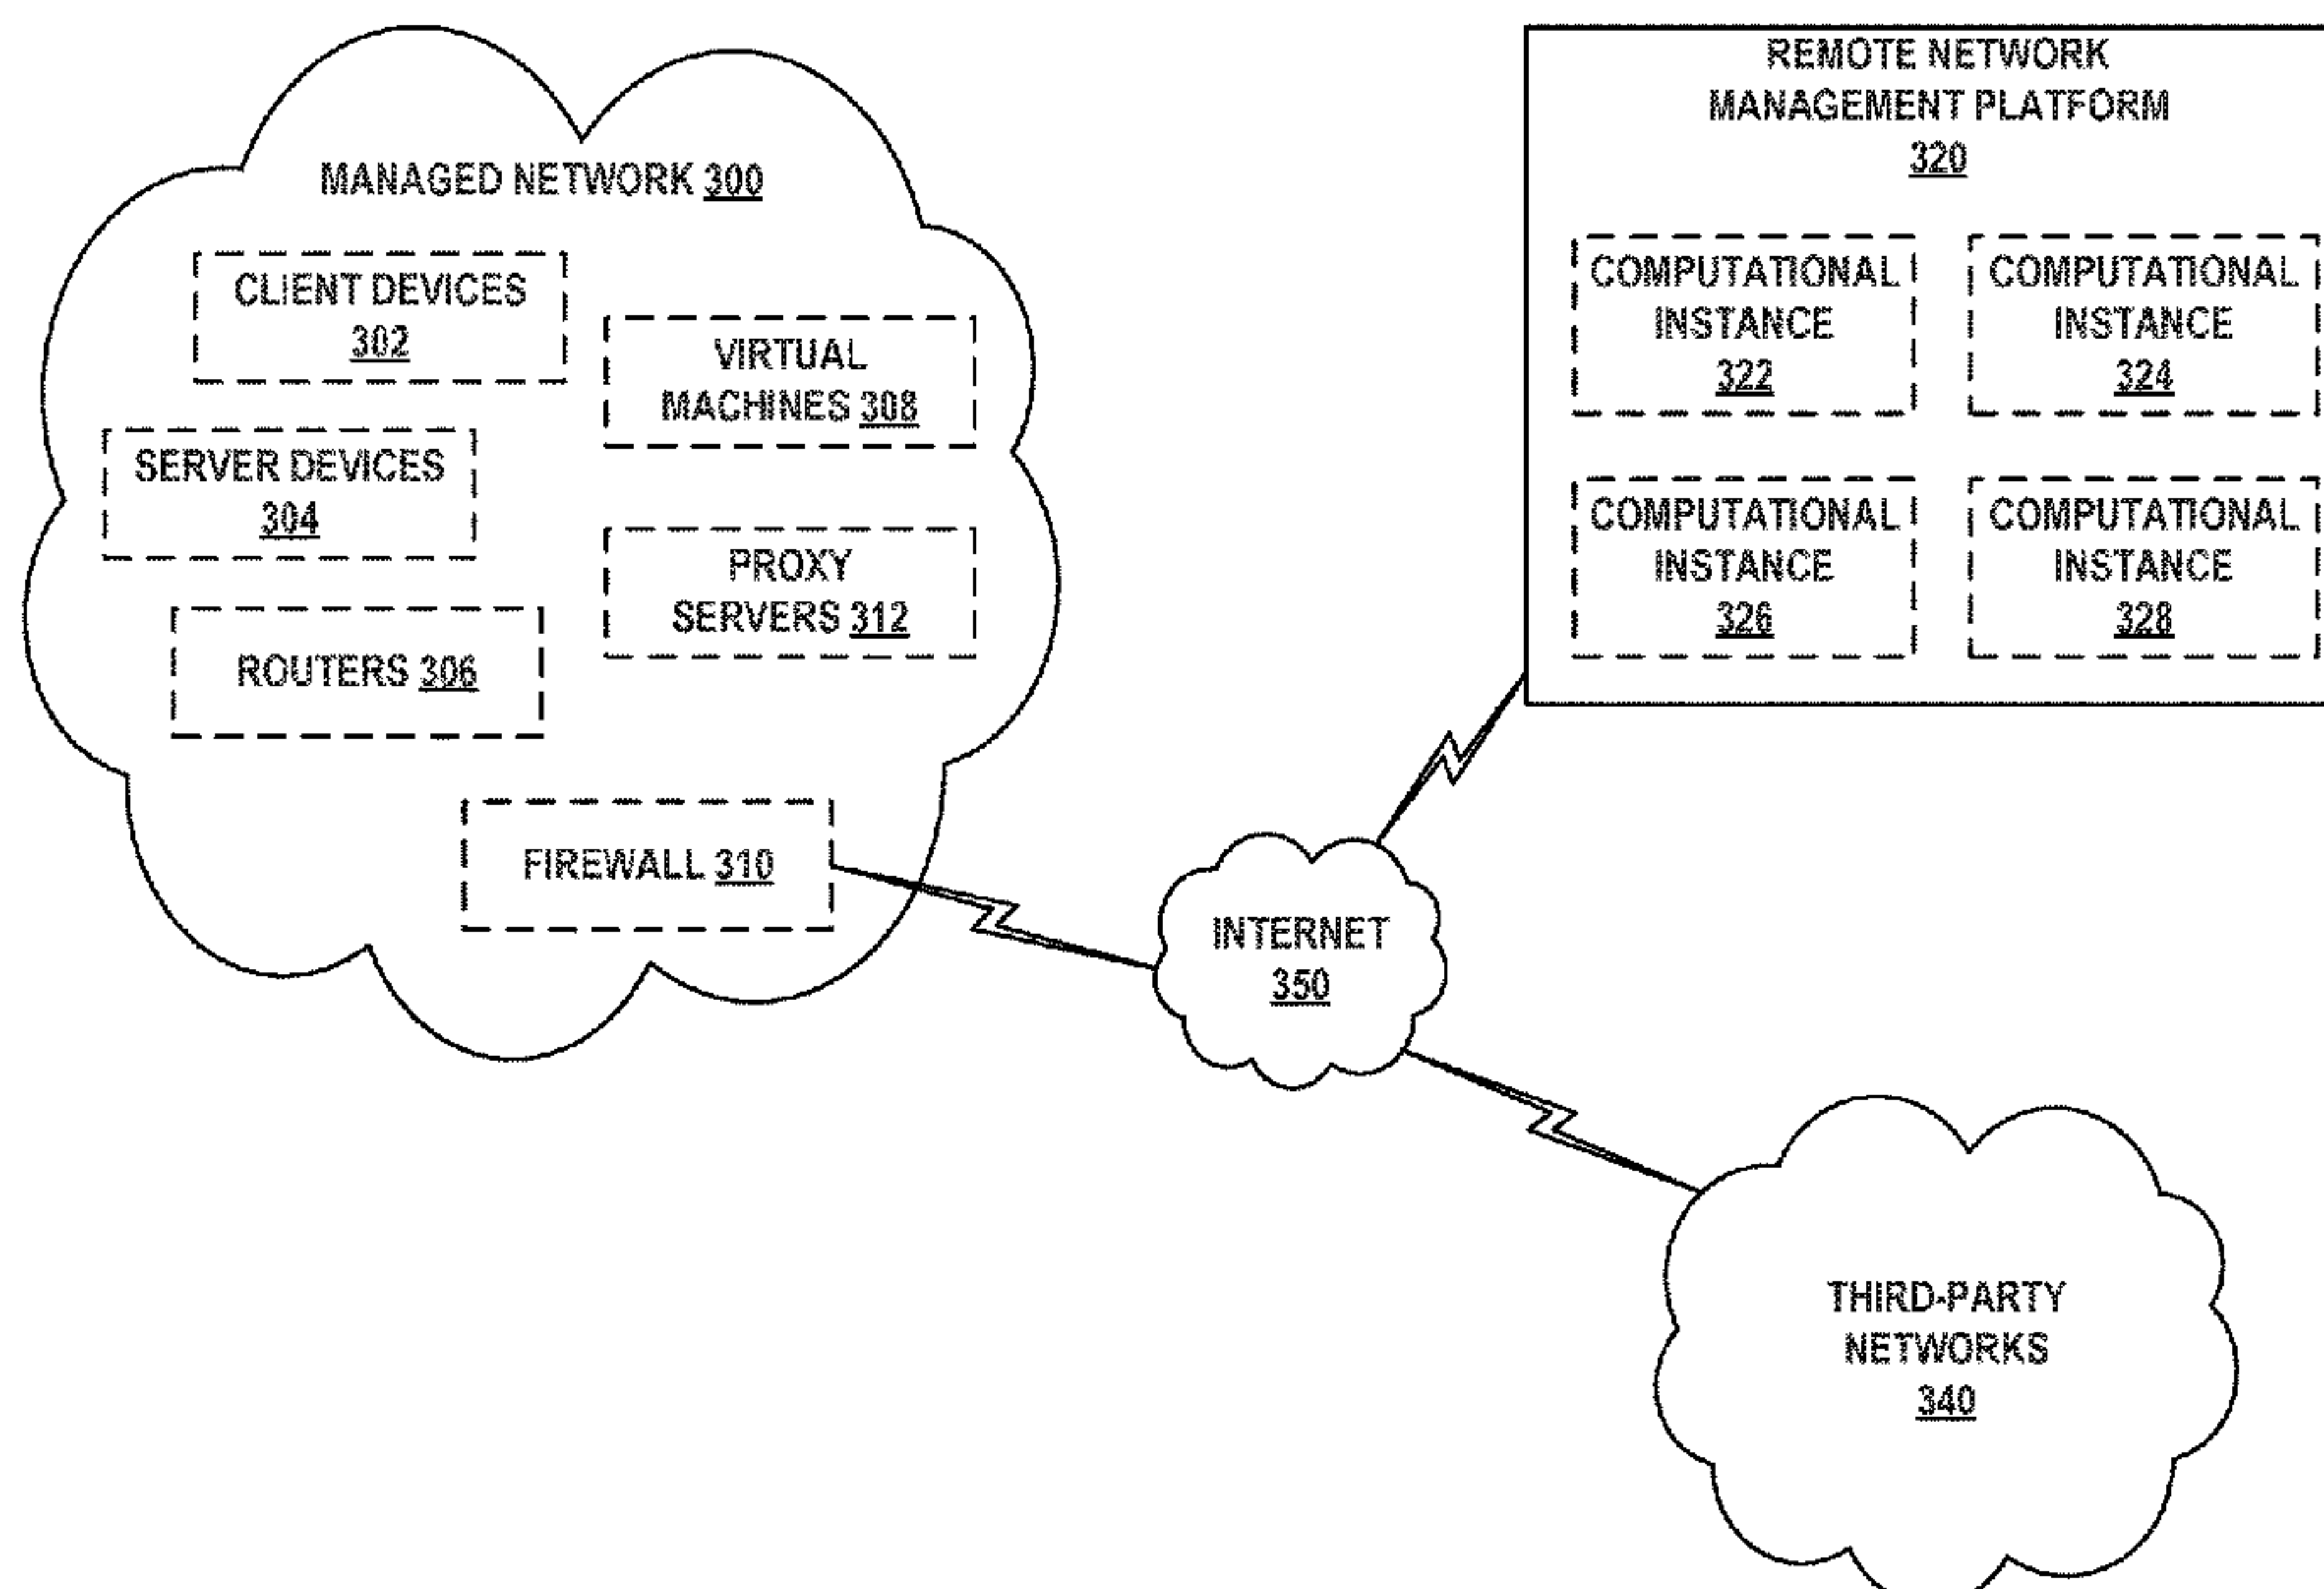 MANAGED NETWORK 300
CLIENT DEVICES
302
VIRTUAL
MACHINES 308
SERVER DEVICES
304
PROXY
SERVERS 312
ROUTERS 306
FIREWALL 310
REMOTE NETWORK
MANAGEMENT PLATFORM
320
COMPUTATIONAL
INSTANCE
322
COMPUTATIONAL
INSTANCE
324
COMPUTATIONAL
INSTANCE
326
COMPUTATIONAL
INSTANCE
328
INTERNET
350
THIRD-PARTY
NETWORKS
340